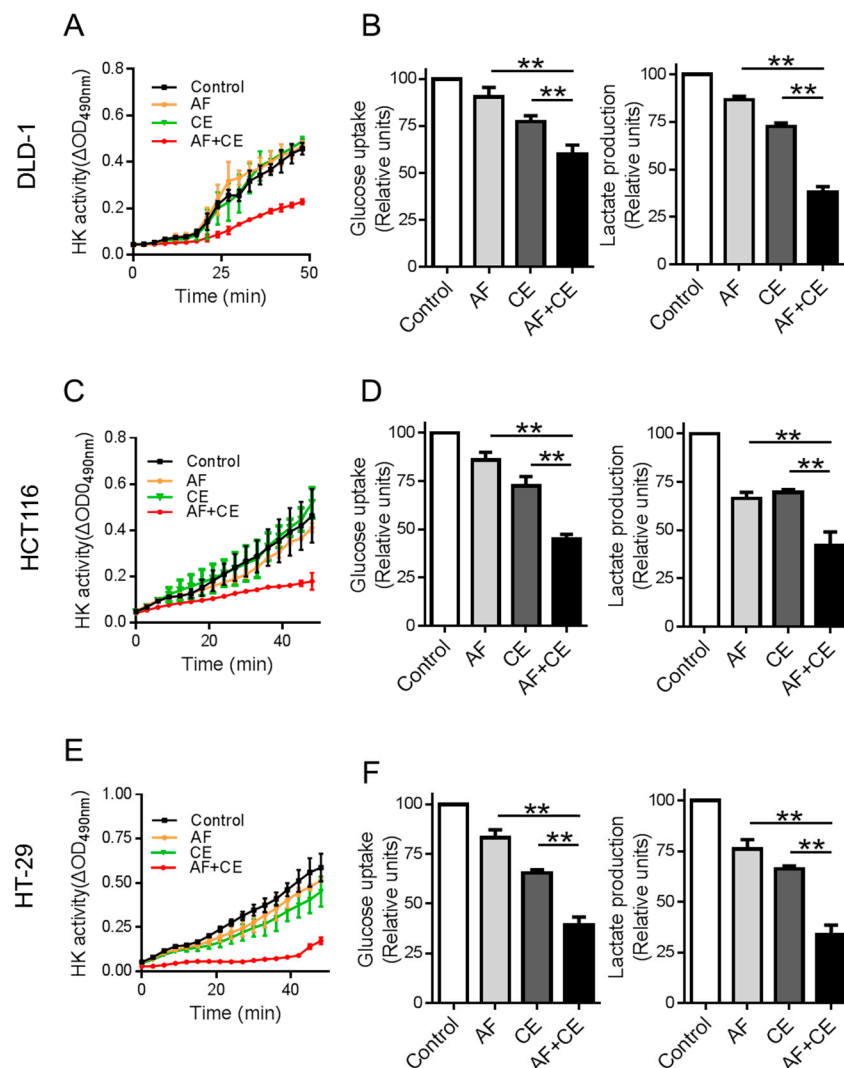 A
DLD-1
HK activity(ΔOD490nm)
0.8
0.6
0.4
0.2
0.0
Control
AF
CE
AF+CE
0
25
50
Time (min)
B
Glucose uptake
(Relative units)
100
75
50
25
0
**
**
Control
AF
CE
AF+CE
Lactate production
(Relative units)
100
75
50
25
0
**
**
Control
AF
CE
AF+CE
C
HCT116
HK activity(ΔOD0490nm)
0.8
0.6
0.4
0.2
0.0
Control
AF
CE
AF+CE
0
20
40
Time (min)
D
Glucose uptake
(Relative units)
100
75
50
25
0
**
**
Control
AF
CE
AF+CE
Lactate production
(Relative units)
100
75
50
25
0
**
**
Control
AF
CE
AF+CE
E
HT-29
HK activity(ΔOD490nm)
1.00
0.75
0.50
0.25
0.00
Control
AF
CE
AF+CE
0
20
40
Time (min)
F
Glucose uptake
(Relative units)
100
75
50
25
0
**
**
Control
AF
CE
AF+CE
Lactate production
(Relative units)
100
75
50
25
0
**
**
Control
AF
CE
AF+CE